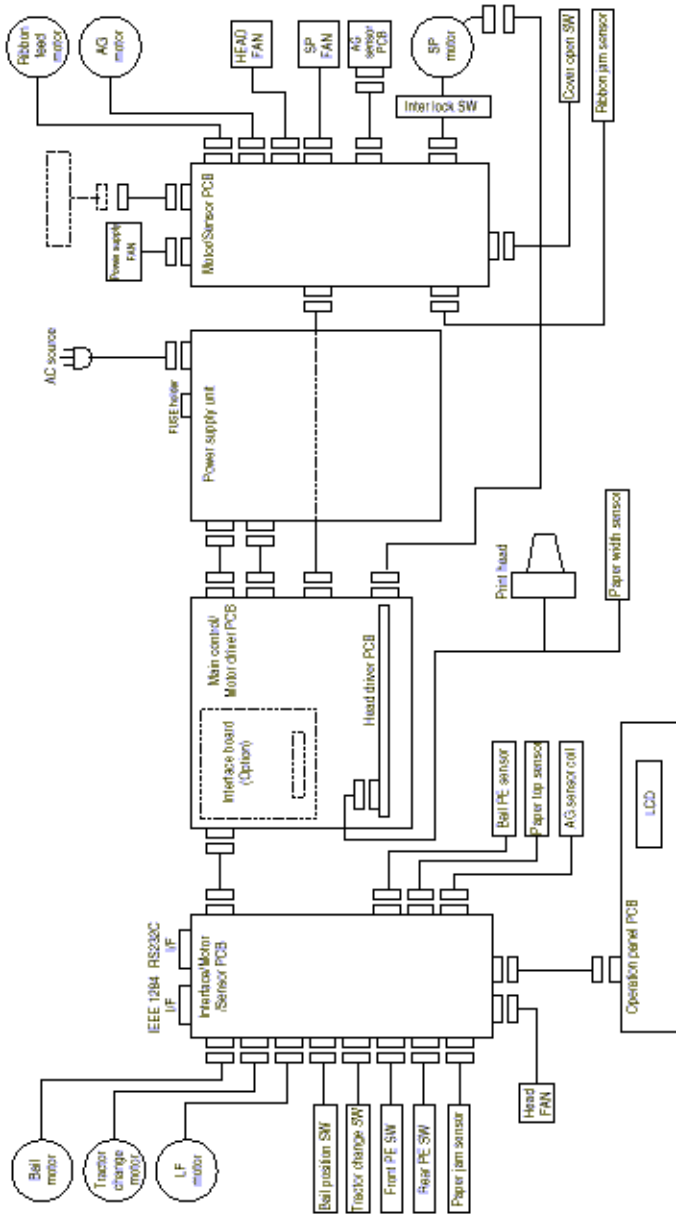 Bail
motor
Tractor
change
motor
LF
motor
Bail position SW
Tractor change SW
Front PE SW
Rear PE SW
Paper jam sensor
IEEE 1284
I/F
RS232C
I/F
Interface/Motor
/Sensor PCB
Head
FAN
Bail PE sensor
Paper top sensor
AG sensor coil
Operation panel PCB
LCD
Main control/
Motor driver PCB
Interface board
(Option)
Head driver PCB
Print head
Paper width sensor
AC source
FUSE holder
Power supply unit
Power supply
FAN
Motor/Sensor PCB
Ribbon
feed
motor
AG
motor
HEAD
FAN
SP
FAN
AG
sensor
PCB
SP
motor
Inter lock SW
Cover open SW
Ribbon jam sensor